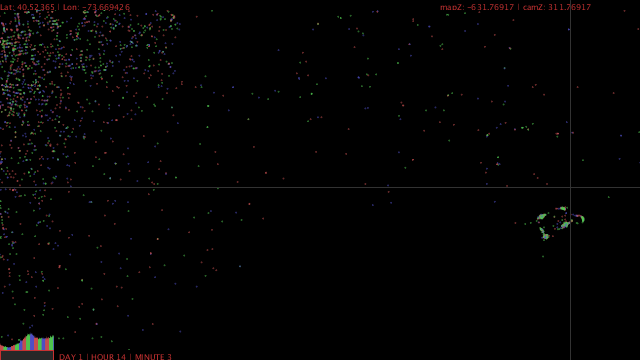 Lat: 40.52365 | Lon: -73.669426
mapZ: -631.76917 | camZ: 311.76917
DAY 1 | HOUR 14 | MINUTE 3